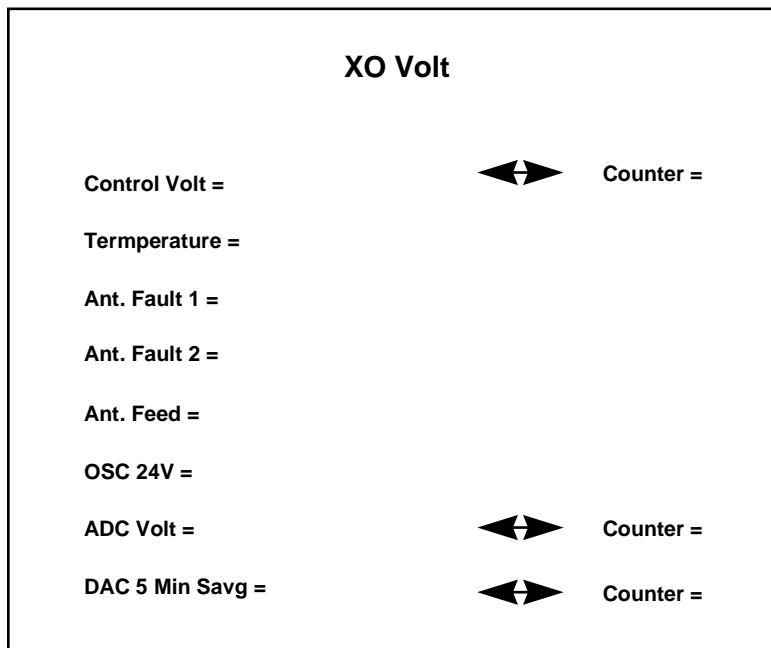 XO Volt
Control Volt = Counter =
Termperature =
Ant. Fault 1 =
Ant. Fault 2 =
Ant. Feed =
OSC 24V =
ADC Volt = Counter =
DAC 5 Min Savg = Counter =